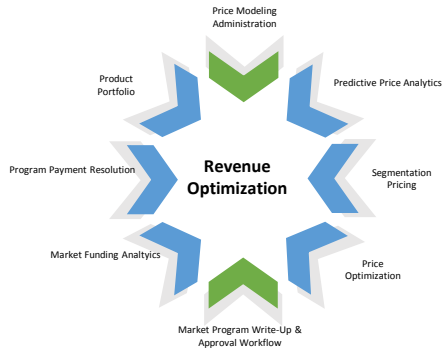 Price Modeling
Administration
Product
Portfolio
Predictive Price Analytics
Program Payment Resolution
Revenue
Optimization
Segmentation
Pricing
Market Funding Analtyics
Price
Optimization
Market Program Write-Up &
Approval Workflow